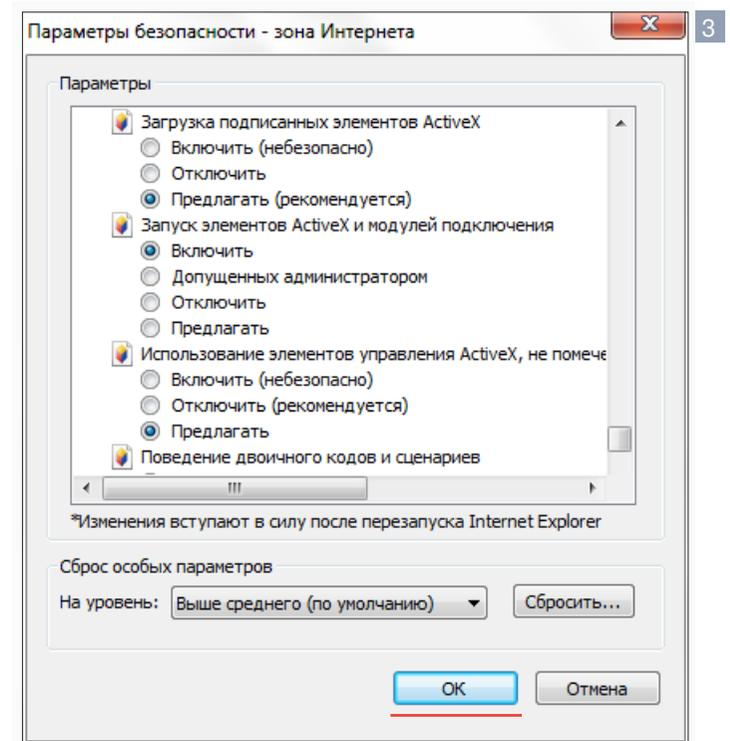 Параметры безопасности - зона Интернета
3
Параметры
Загрузка подписанных элементов ActiveX
Включить (небезопасно)
Отключить
Предлагать (рекомендуется)
Запуск элементов ActiveX и модулей подключения
Включить
Допущенных администратором
Отключить
Предлагать
Использование элементов управления ActiveX, не помече
Включить (небезопасно)
Отключить (рекомендуется)
Предлагать
Поведение двоичного кодов и сценариев
*Изменения вступают в силу после перезапуска Internet Explorer
Сброс особых параметров
На уровень: Выше среднего (по умолчанию) Сбросить...
ОК Отмена